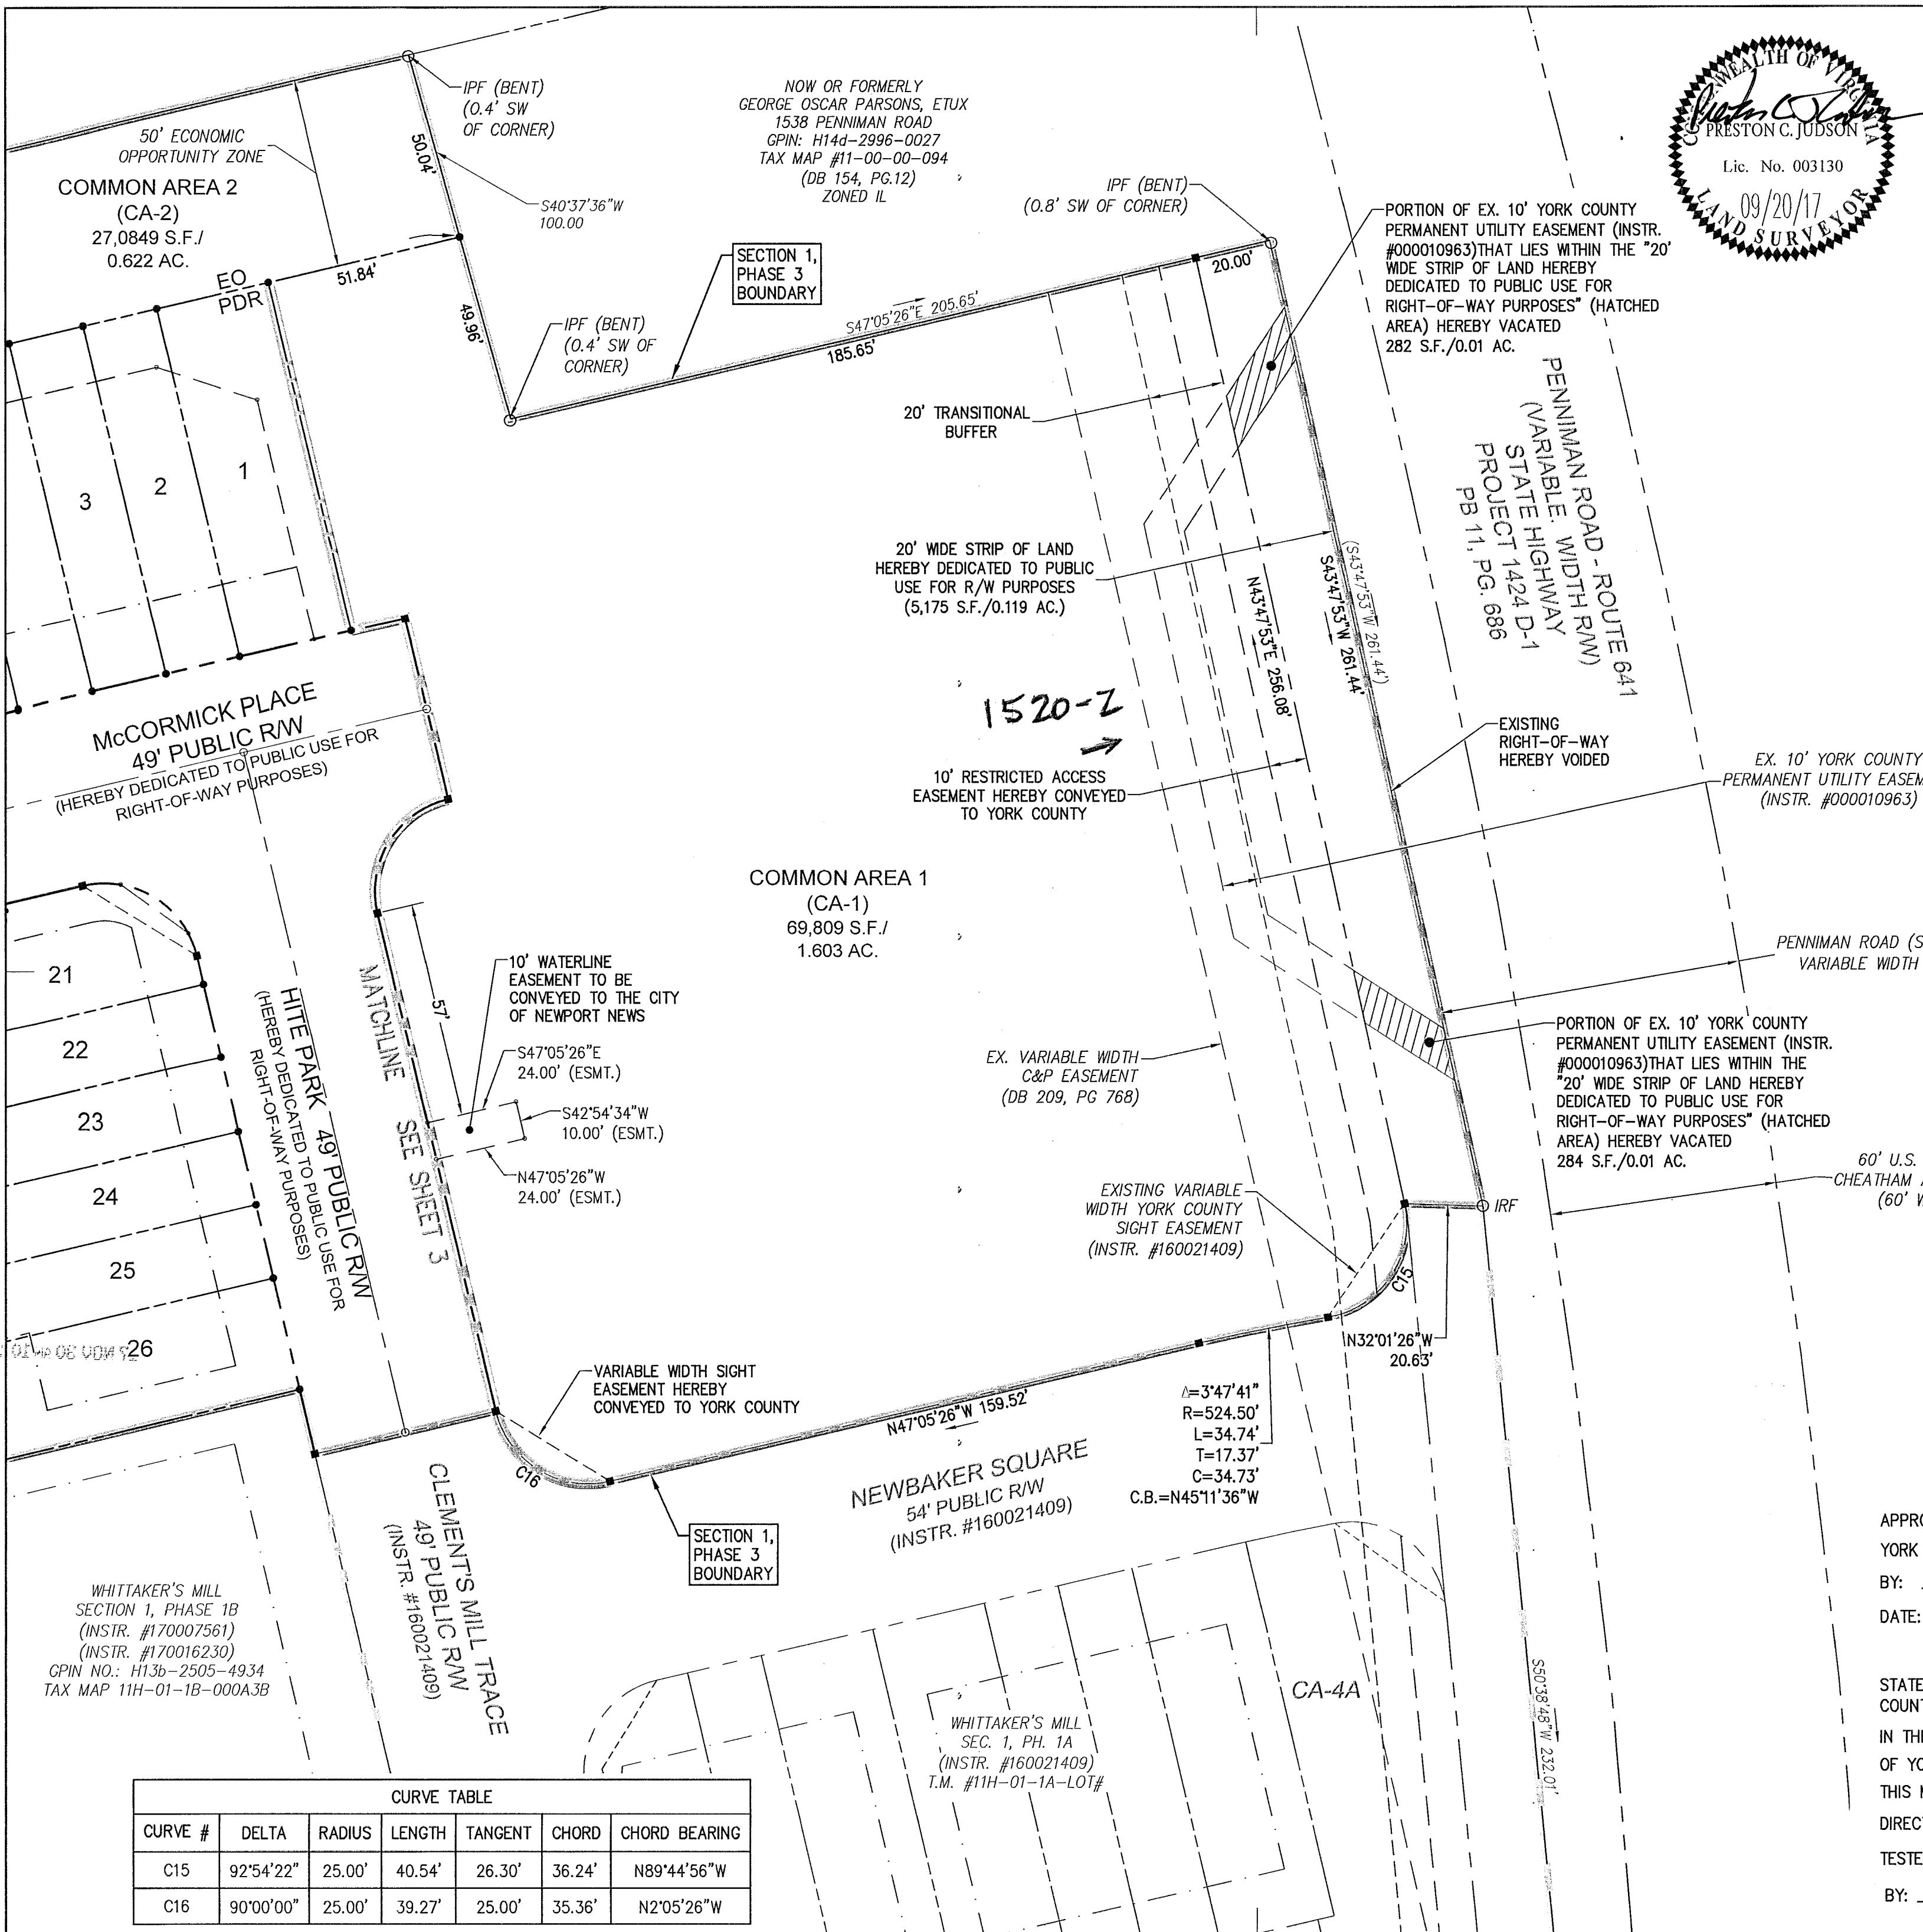 IPF (BENT)
(0.4' SW
OF CORNER)
50' ECONOMIC
OPPORTUNITY ZONE
COMMON AREA 2
(CA-2)
27,0849 S.F./
0.622 AC.
50.04'
S40°37'36"W
100.00
EO
PDR
51.84'
49.96'
NOW OR FORMERLY
GEORGE OSCAR PARSONS, ETUX
1538 PENNIMAN ROAD
GPIN: H14d-2996-0027
TAX MAP #11-00-00-094
(DB 154, PG.12)
ZONED IL
IPF (BENT)
(0.8' SW OF CORNER)
SECTION 1,
PHASE 3
BOUNDARY
IPF (BENT)
(0.4' SW OF
CORNER)
S47°05'26"E 205.65'
185.65'
20.00'
PORTION OF EX. 10' YORK COUNTY
PERMANENT UTILITY EASEMENT (INSTR.
#000010963)THAT LIES WITHIN THE "20'
WIDE STRIP OF LAND HEREBY
DEDICATED TO PUBLIC USE FOR
RIGHT-OF-WAY PURPOSES" (HATCHED
AREA) HEREBY VACATED
282 S.F./0.01 AC.
WEALTH OF VIRGINIA
PRESTON C. JUDSON
Lic. No. 003130
09/20/17
LAND SURVEYOR
20' TRANSITIONAL
BUFFER
3
2
1
20' WIDE STRIP OF LAND
HEREBY DEDICATED TO PUBLIC
USE FOR R/W PURPOSES
(5,175 S.F./0.119 AC.)
N43°47'53"E 256.08'
S43°47'53"W 261.44'
(S43°47'53"W 261.44')
PENNIMAN ROAD - ROUTE 641
(VARIABLE. WIDTH R/W)
STATE HIGHWAY
PROJECT 1424 D-1
PB 11, PG. 686
McCORMICK PLACE
49' PUBLIC R/W
(HEREBY DEDICATED TO PUBLIC USE FOR
RIGHT-OF-WAY PURPOSES)
1520-Z
→
10' RESTRICTED ACCESS
EASEMENT HEREBY CONVEYED
TO YORK COUNTY
EXISTING
RIGHT-OF-WAY
HEREBY VOIDED
EX. 10' YORK COUNTY
PERMANENT UTILITY EASEM
(INSTR. #000010963)
COMMON AREA 1
(CA-1)
69,809 S.F./
1.603 AC.
21
22
23
24
25
26
HITE PARK 49' PUBLIC R/W
(HEREBY DEDICATED TO PUBLIC USE FOR
RIGHT-OF-WAY PURPOSES)
MATCHLINE SEE SHEET 3
57'
10' WATERLINE
EASEMENT TO BE
CONVEYED TO THE CITY
OF NEWPORT NEWS
S47°05'26"E
24.00' (ESMT.)
S42°54'34"W
10.00' (ESMT.)
N47°05'26"W
24.00' (ESMT.)
EX. VARIABLE WIDTH
C&P EASEMENT
(DB 209, PG 768)
PENNIMAN ROAD (S
VARIABLE WIDTH
PORTION OF EX. 10' YORK COUNTY
PERMANENT UTILITY EASEMENT (INSTR.
#000010963)THAT LIES WITHIN THE
"20' WIDE STRIP OF LAND HEREBY
DEDICATED TO PUBLIC USE FOR
RIGHT-OF-WAY PURPOSES" (HATCHED
AREA) HEREBY VACATED
284 S.F./0.01 AC.
60' U.S.
CHEATHAM
(60'
EXISTING VARIABLE
WIDTH YORK COUNTY
SIGHT EASEMENT
(INSTR. #160021409)
IRF
C15
N32°01'26"W
20.63'
VARIABLE WIDTH SIGHT
EASEMENT HEREBY
CONVEYED TO YORK COUNTY
C16
N47°05'26"W 159.52'
Δ=3°47'41"
R=524.50'
L=34.74'
T=17.37'
C=34.73'
C.B.=N45°11'36"W
NEWBAKER SQUARE
54' PUBLIC R/W
(INSTR. #160021409)
SECTION 1,
PHASE 3
BOUNDARY
CLEMENT'S MILL TRACE
49' PUBLIC R/W
(INSTR. #160021409)
WHITTAKER'S MILL
SECTION 1, PHASE 1B
(INSTR. #170007561)
(INSTR. #170016230)
GPIN NO.: H13b-2505-4934
TAX MAP 11H-01-1B-000A3B
WHITTAKER'S MILL
SEC. 1, PH. 1A
(INSTR. #160021409)
T.M. #11H-01-1A-LOT#
CA-4A
S50°38'48"W 232.01'
APPRO
YORK
BY:
DATE:
STATE
COUNT
IN THI
OF YO
THIS M
DIRECT
TESTE
BY:
CURVE TABLE
CURVE # DELTA RADIUS LENGTH TANGENT CHORD CHORD BEARING
C15 92°54'22" 25.00' 40.54' 26.30' 36.24' N89°44'56"W
C16 90°00'00" 25.00' 39.27' 25.00' 35.36' N2°05'26"W